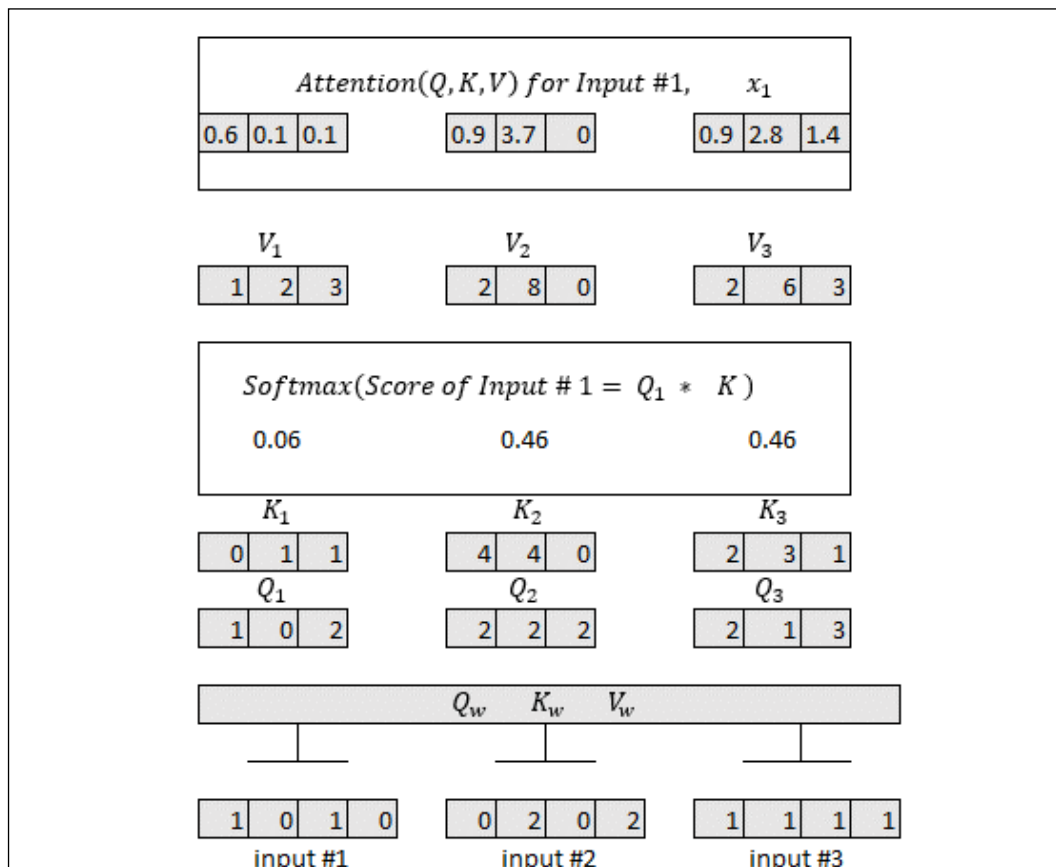 Attention(Q, K, V) for Input #1, x₁
0.6 0.1 0.1 0.9 3.7 0 0.9 2.8 1.4
V₁ V₂ V₃
1 2 3 2 8 0 2 6 3
Softmax(Score of Input # 1 = Q₁ * K )
0.06 0.46 0.46
K₁ K₂ K₃
0 1 1 4 4 0 2 3 1
Q₁ Q₂ Q₃
1 0 2 2 2 2 2 1 3
Q_w K_w V_w
1 0 1 0 0 2 0 2 1 1 1 1
input #1 input #2 input #3